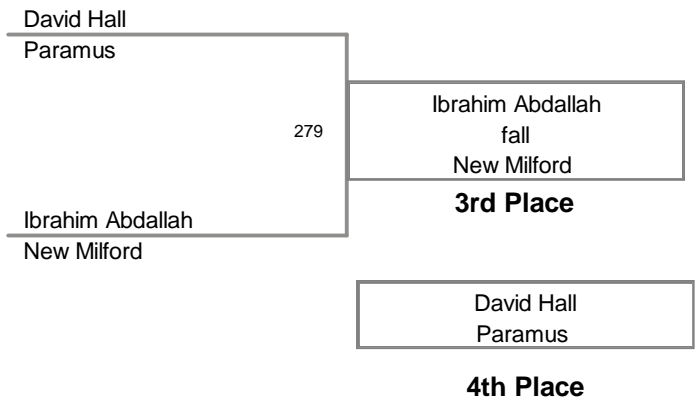 David Hall
Paramus
279
Ibrahim Abdallah
fall
New Milford
3rd Place
Ibrahim Abdallah
New Milford
David Hall
Paramus
4th Place